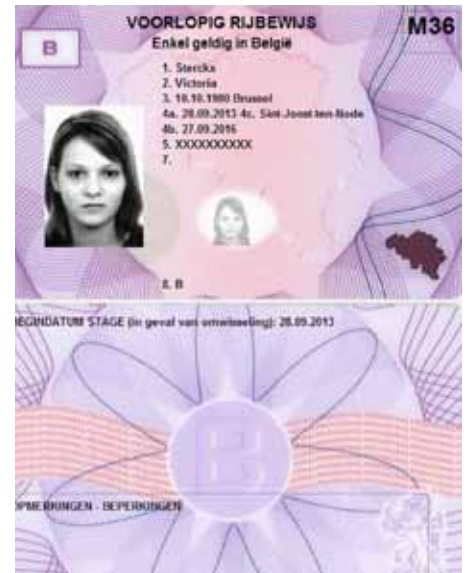 VOORLOPIG RIJBEWIJS
M36
B
Enkel geldig in België
1. Sterckx
2. Victoria
3. 10.10.1980 Brussel
4a. 28.09.2013 4c. Sint-Joost-ten-Node
4b. 27.09.2016
5. XXXXXXXXXX
7.
8. B
BEGINDATUM STAGE (in geval van omwisseling): 28.09.2013
B
OPMERKINGEN - BEPERKINGEN